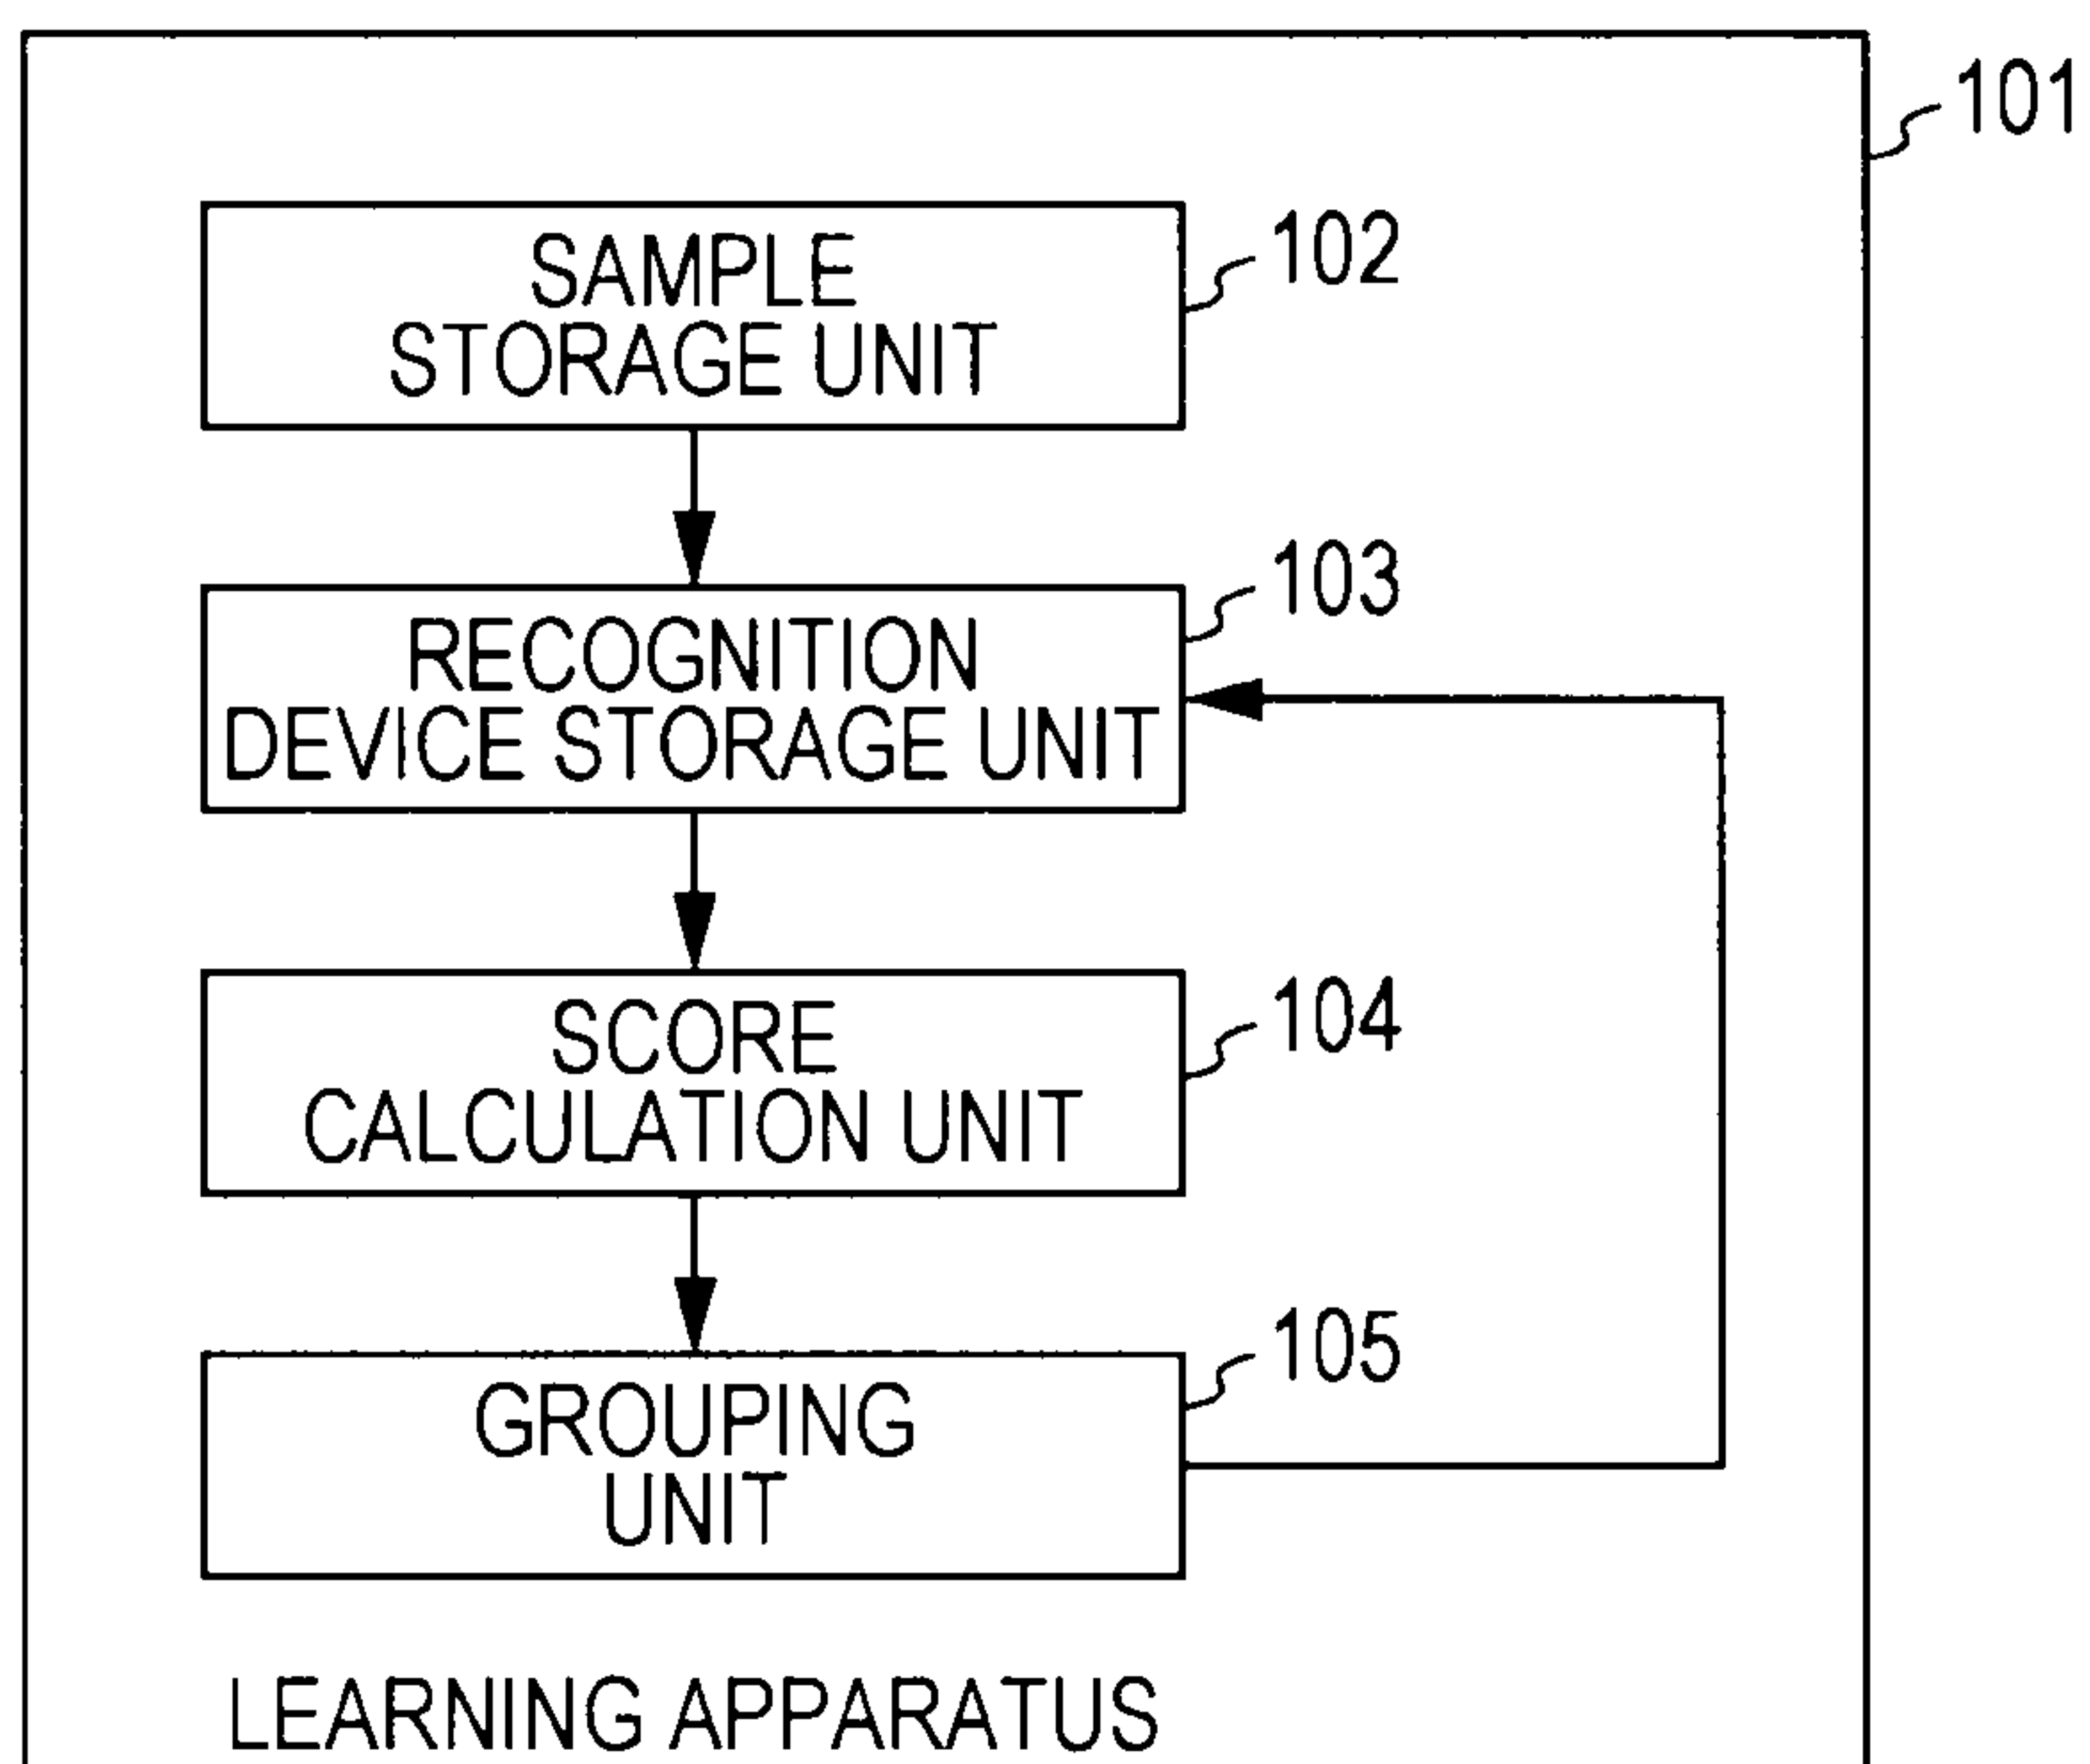 101
SAMPLE
STORAGE UNIT
102
RECOGNITION
DEVICE STORAGE UNIT
103
SCORE
CALCULATION UNIT
104
GROUPING
UNIT
105
LEARNING APPARATUS